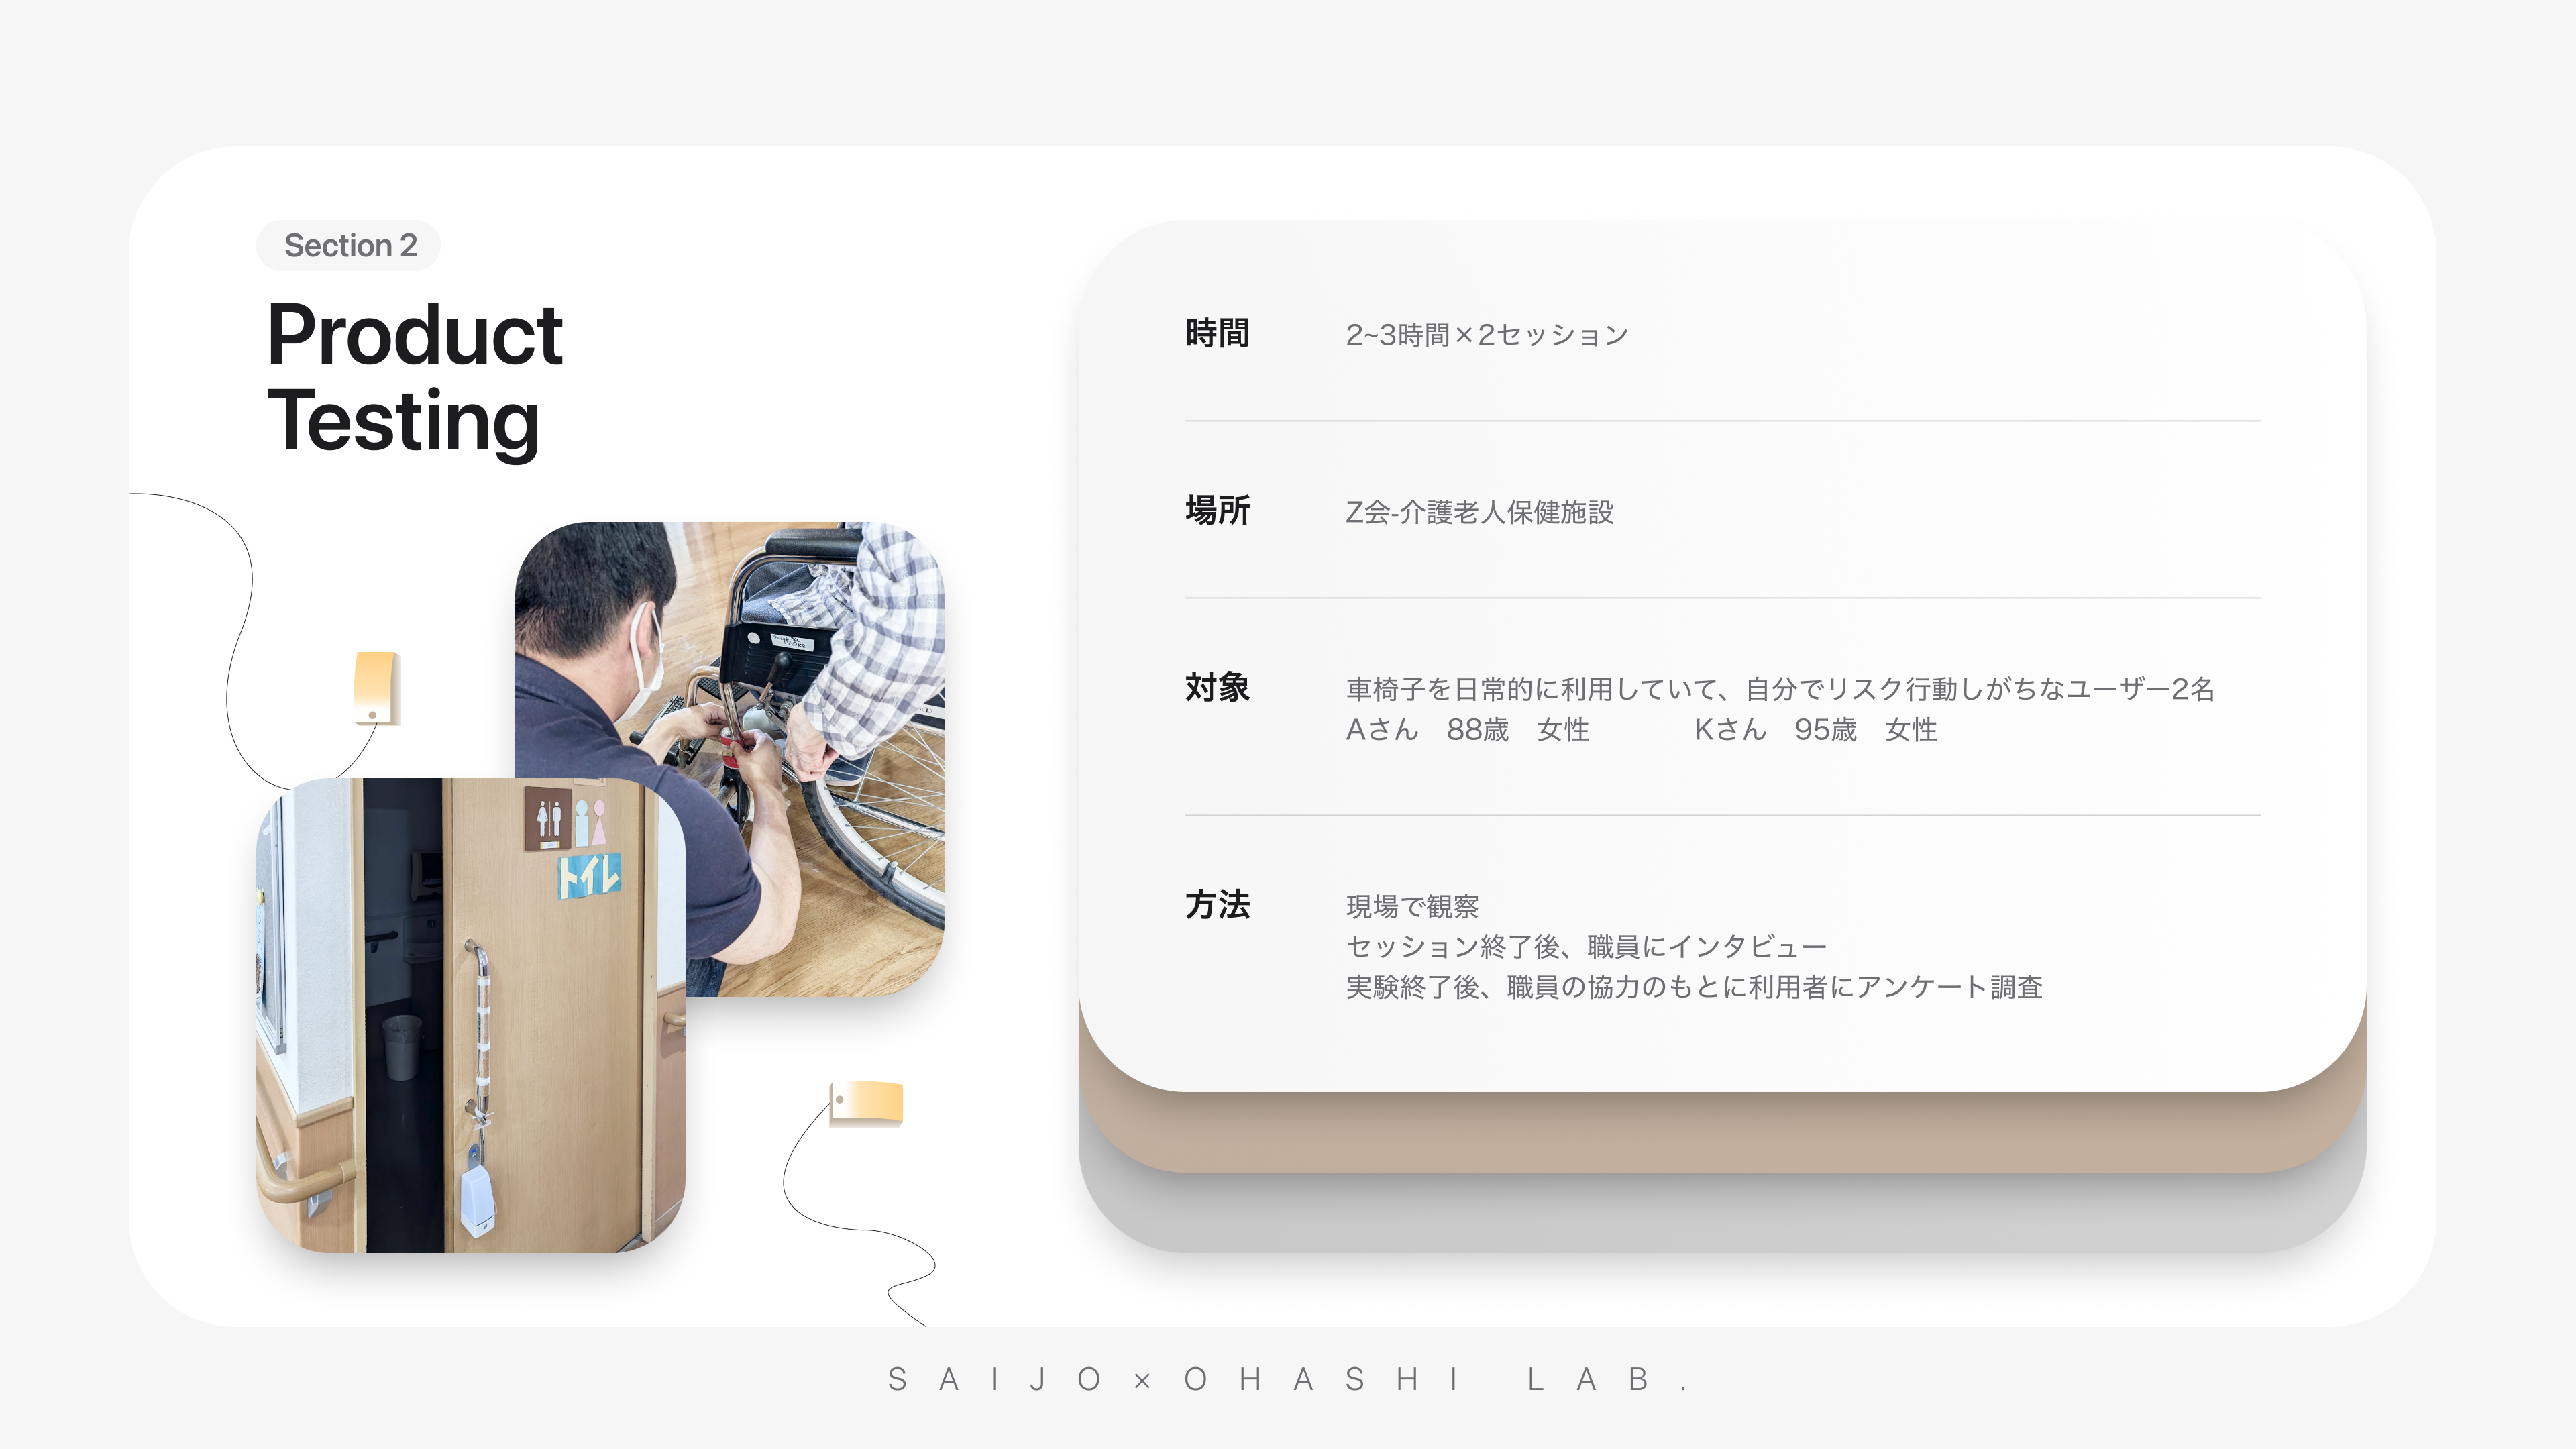 Section 2
Product
Testing
トイレ
時間
2~3時間×2セッション
場所
Z会-介護老人保健施設
対象
車椅子を日常的に利用していて、自分でリスク行動しがちなユーザー2名
Aさん　88歳　女性　　　　Kさん　95歳　女性
方法
現場で観察
セッション終了後、職員にインタビュー
実験終了後、職員の協力のもとに利用者にアンケート調査
SAIJO×OHASHI LAB.